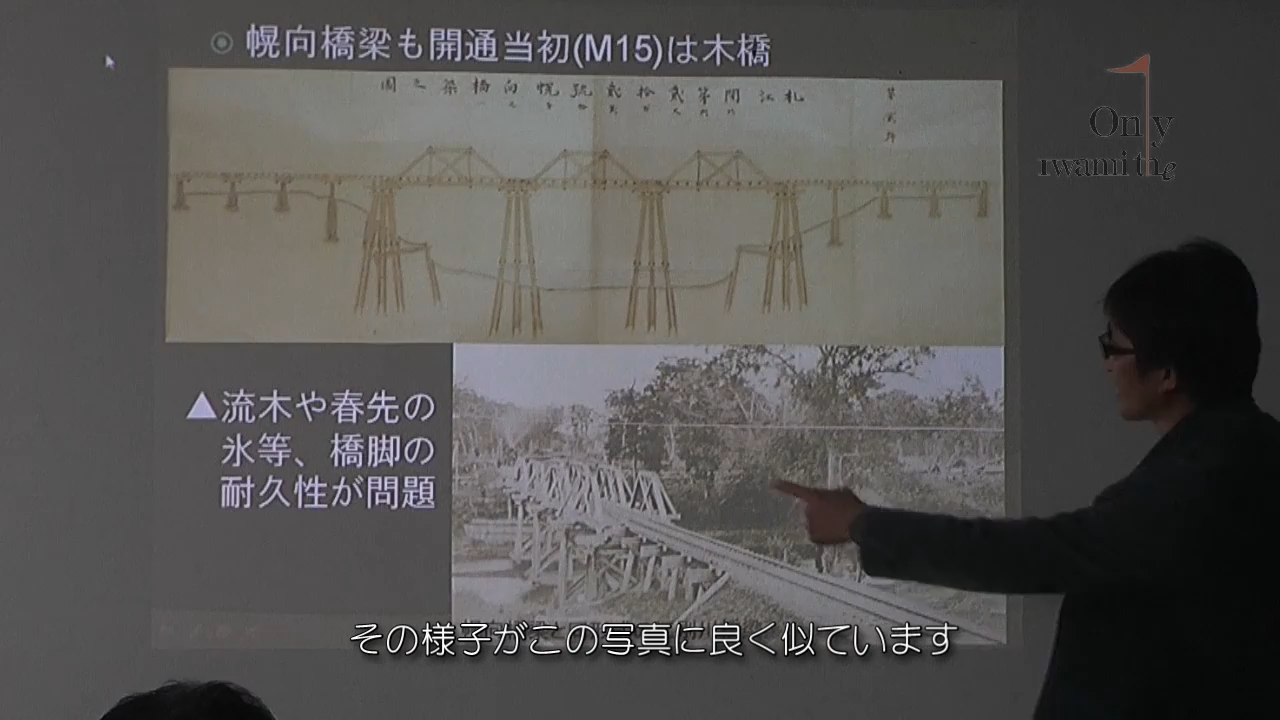 ◉ 幌向橋梁も開通当初(M15)は木橋
圖之梁橋向幌號貳拾貳第間江札
Only
iwami the
▲流木や春先の
氷等、橋脚の
耐久性が問題
その様子がこの写真に良く似ています